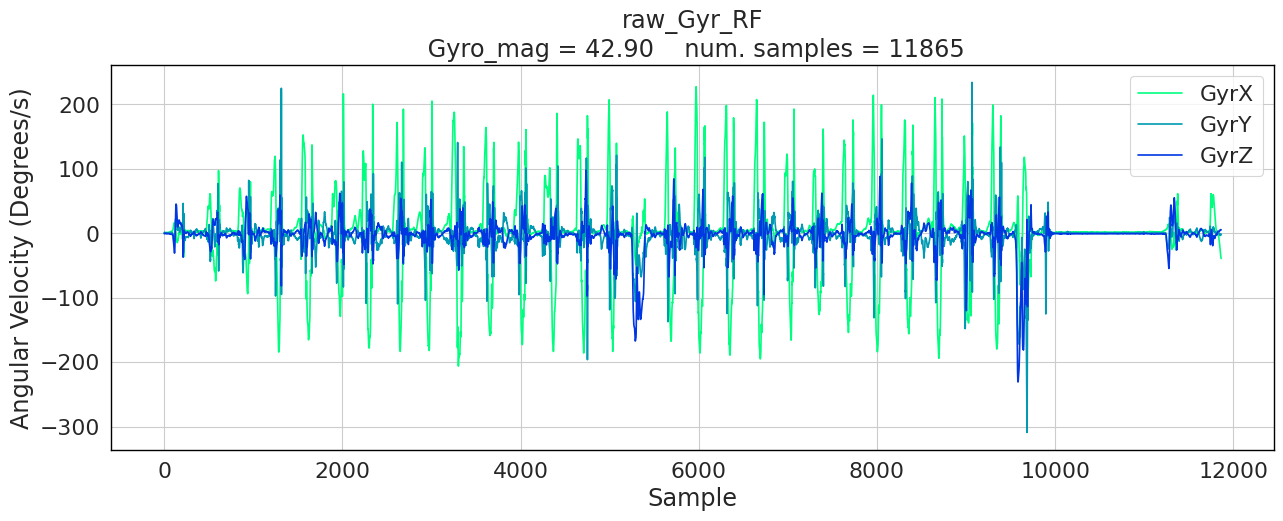 raw_Gyr_RF
Gyro_mag = 42.90    num. samples = 11865
Angular Velocity (Degrees/s)
200
100
0
−100
−200
−300
GyrX
GyrY
GyrZ
0 2000 4000 6000 8000 10000 12000
Sample